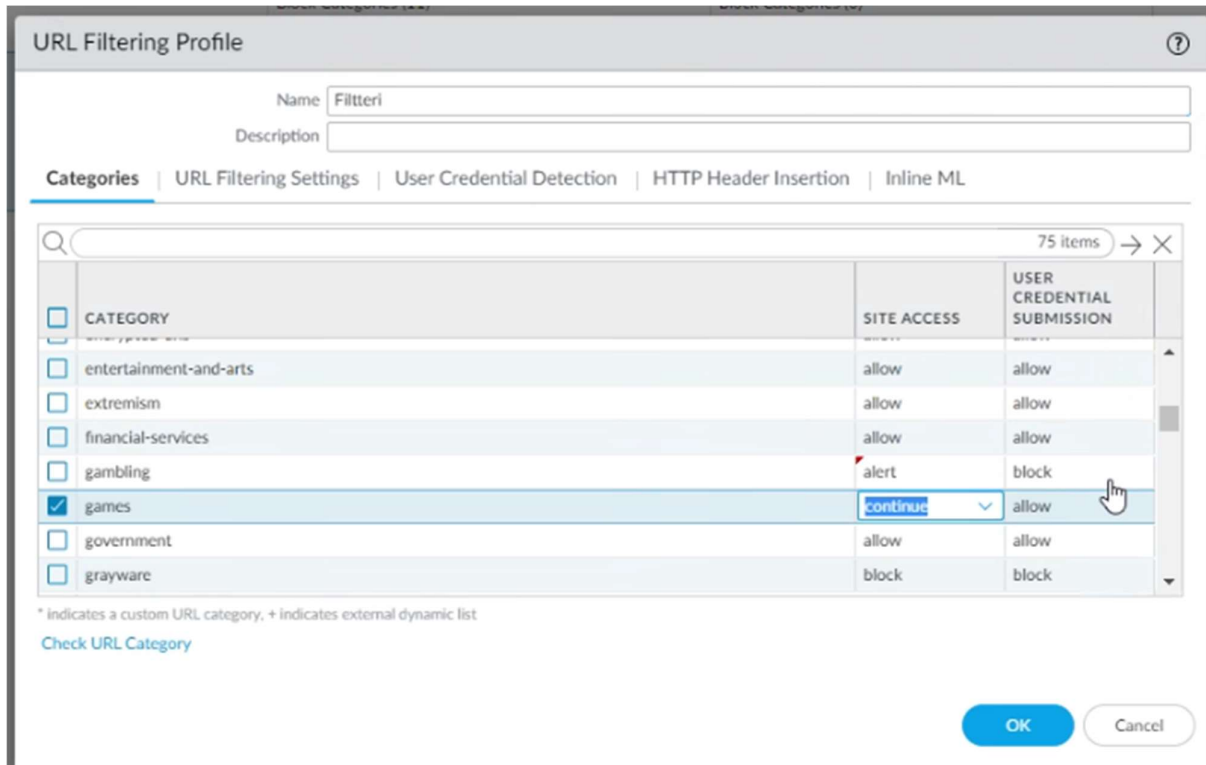 URL Filtering Profile
Name Filtteri
Description
Categories | URL Filtering Settings | User Credential Detection | HTTP Header Insertion | Inline ML
75 items
CATEGORY SITE ACCESS USER CREDENTIAL SUBMISSION
entertainment-and-arts allow allow
extremism allow allow
financial-services allow allow
gambling alert block
games continue allow
government allow allow
grayware block block
* indicates a custom URL category, + indicates external dynamic list
Check URL Category
OK Cancel